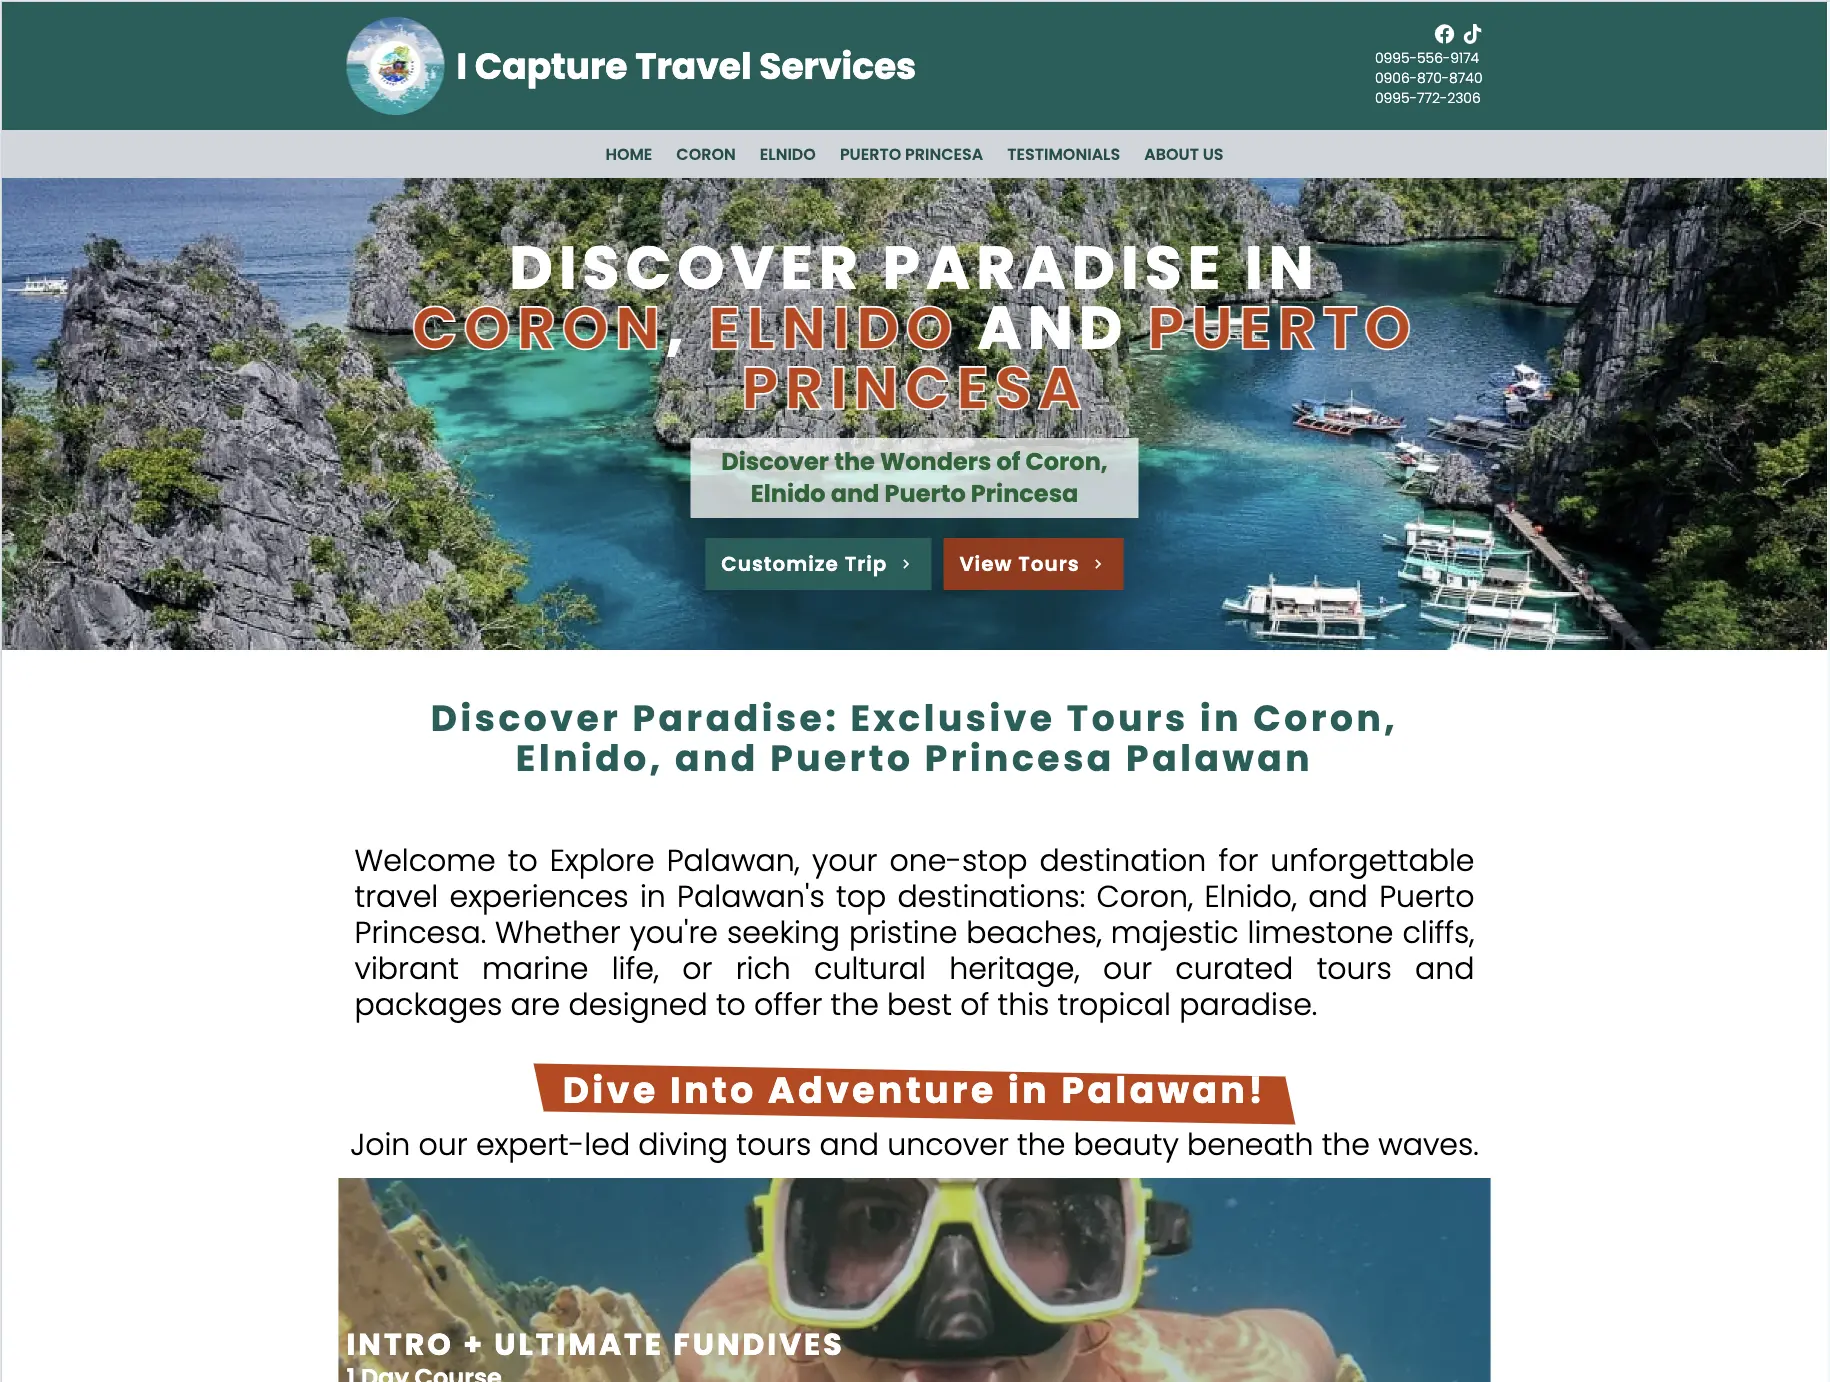 I Capture Travel Services
0995-556-9174
0906-870-8740
0995-772-2306
HOME CORON ELNIDO PUERTO PRINCESA TESTIMONIALS ABOUT US
DISCOVER PARADISE IN
CORON, ELNIDO AND PUERTO
PRINCESA
Discover the Wonders of Coron,
Elnido and Puerto Princesa
Customize Trip > View Tours >
Discover Paradise: Exclusive Tours in Coron,
Elnido, and Puerto Princesa Palawan
Welcome to Explore Palawan, your one-stop destination for unforgettable
travel experiences in Palawan's top destinations: Coron, Elnido, and Puerto
Princesa. Whether you're seeking pristine beaches, majestic limestone cliffs,
vibrant marine life, or rich cultural heritage, our curated tours and
packages are designed to offer the best of this tropical paradise.
Dive Into Adventure in Palawan!
Join our expert-led diving tours and uncover the beauty beneath the waves.
INTRO + ULTIMATE FUNDIVES
1 Day Course